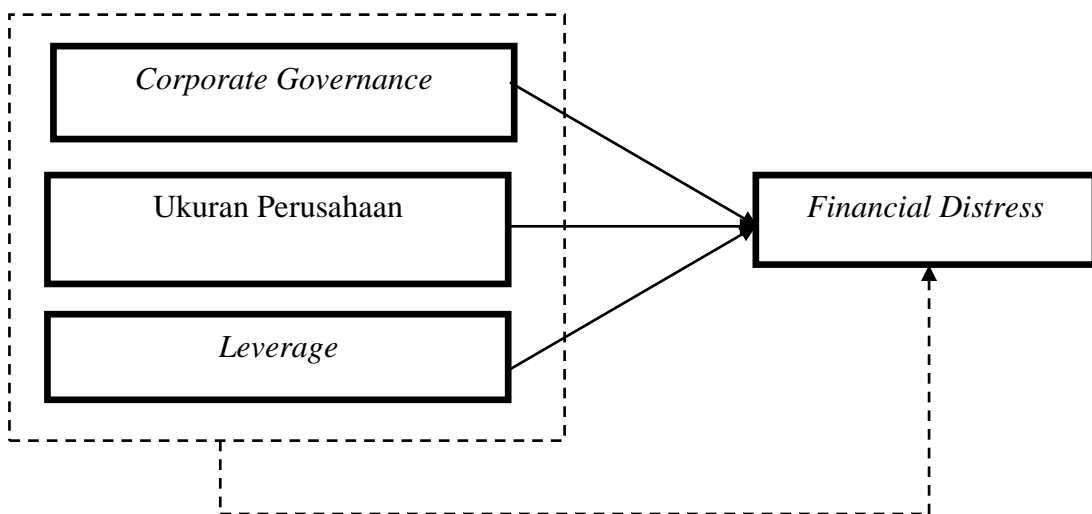 Corporate Governance
Ukuran Perusahaan
Financial Distress
Leverage